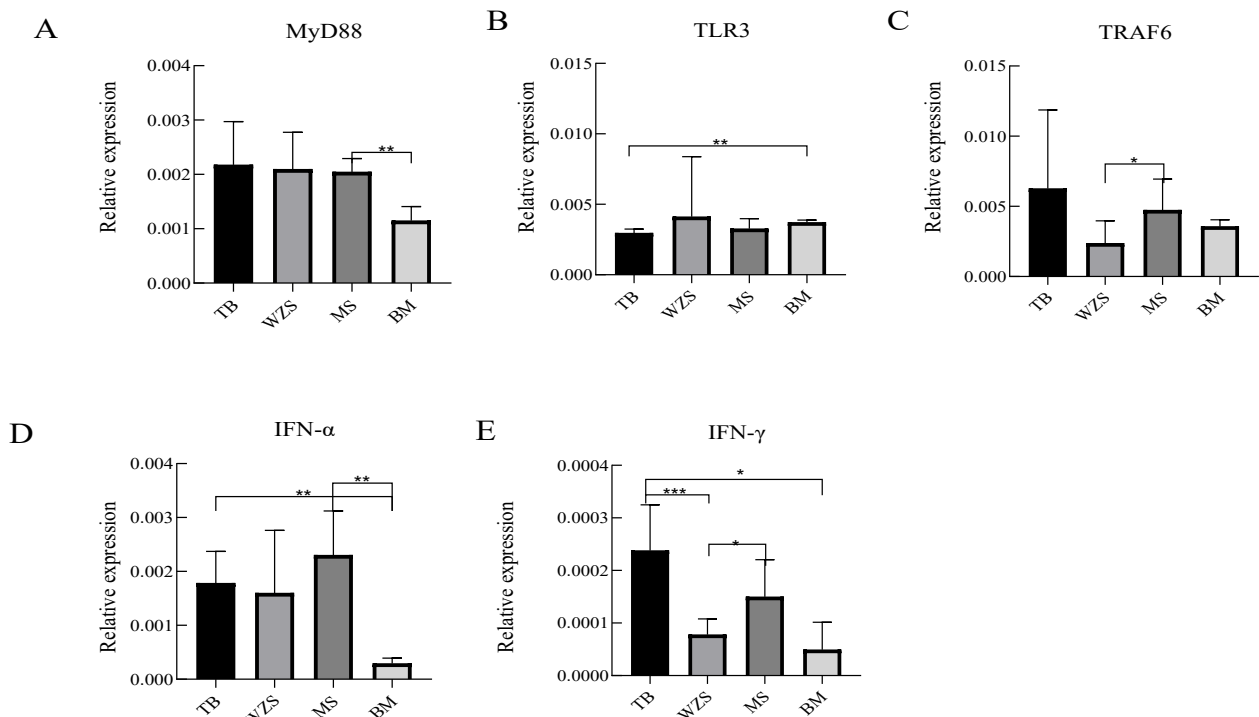 A
MyD88
Relative expression
0.004
0.003
0.002
0.001
0.000
**
TB
WZS
MS
BM
B
TLR3
Relative expression
0.015
0.010
0.005
0.000
**
TB
WZS
MS
BM
C
TRAF6
Relative expression
0.015
0.010
0.005
0.000
*
TB
WZS
MS
BM
D
IFN-α
Relative expression
0.004
0.003
0.002
0.001
0.000
**
**
TB
WZS
MS
BM
E
IFN-γ
Relative expression
0.0004
0.0003
0.0002
0.0001
0.0000
*
***
*
TB
WZS
MS
BM